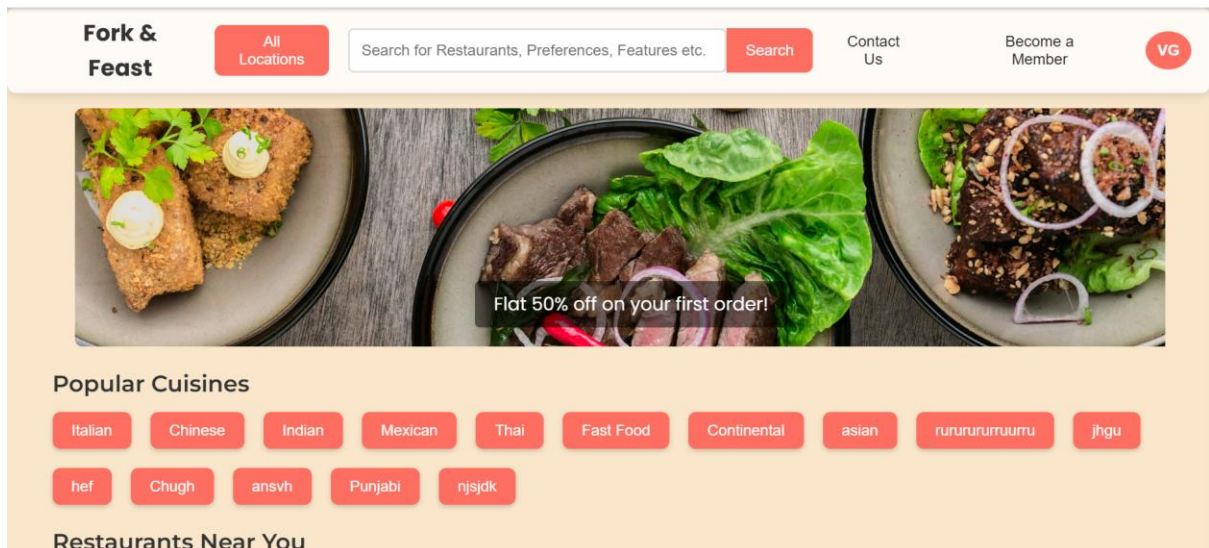 Fork &
Feast
All
Locations
Search for Restaurants, Preferences, Features etc.
Search
Contact
Us
Become a
Member
VG
Flat 50% off on your first order!
Popular Cuisines
Italian Chinese Indian Mexican Thai Fast Food Continental asian rurururурruurru jhgu
hef Chugh ansvh Punjabi njsjdk
Restaurants Near You